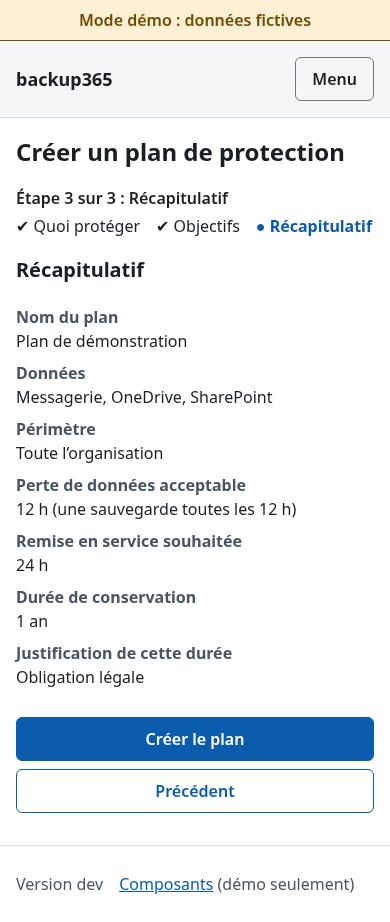 Mode démo : données fictives
backup365
Menu
Créer un plan de protection
Étape 3 sur 3 : Récapitulatif
✔ Quoi protéger ✔ Objectifs ● Récapitulatif
Récapitulatif
Nom du plan
Plan de démonstration
Données
Messagerie, OneDrive, SharePoint
Périmètre
Toute l’organisation
Perte de données acceptable
12 h (une sauvegarde toutes les 12 h)
Remise en service souhaitée
24 h
Durée de conservation
1 an
Justification de cette durée
Obligation légale
Créer le plan
Précédent
Version dev Composants (démo seulement)